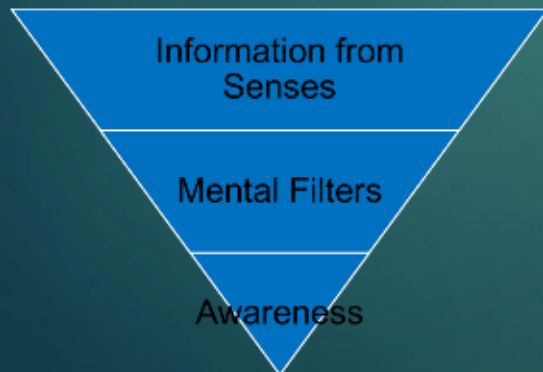 Information from
Senses
Mental Filters
Awareness